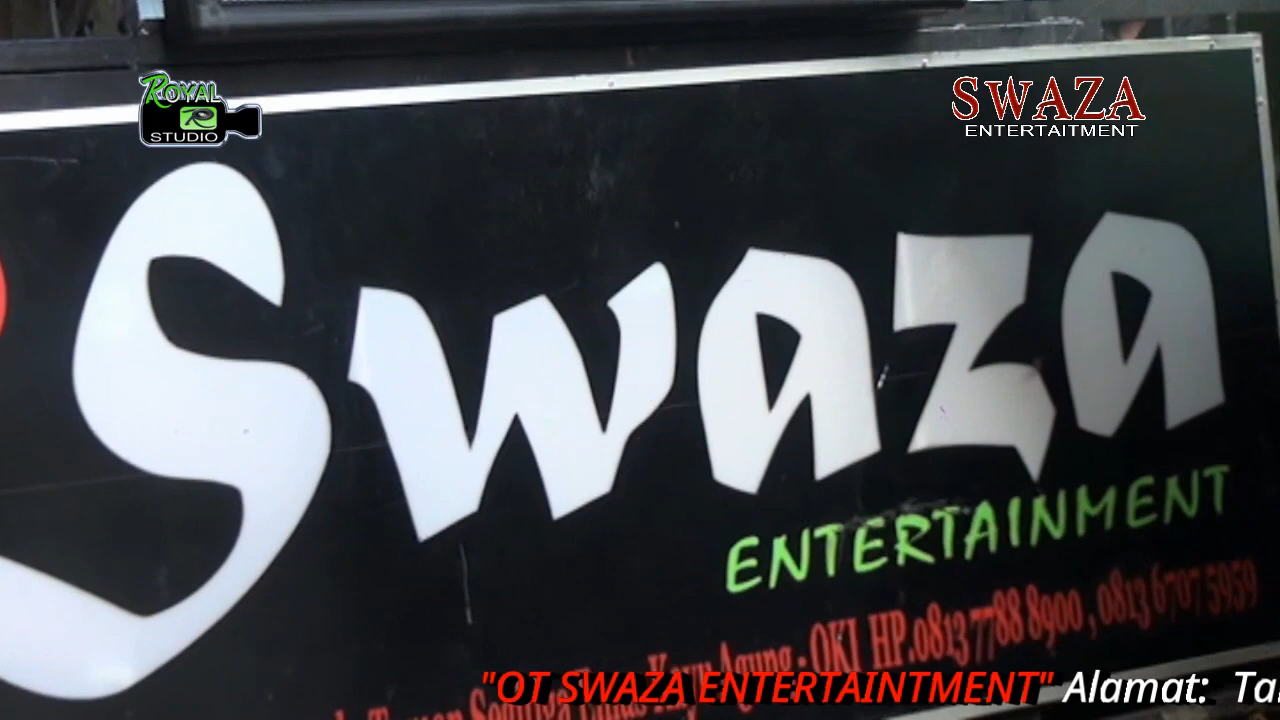 ROYAL
R
STUDIO
SWAZA
ENTERTAITMENT
Swaza
ENTERTAINMENT
Kayu Agung - OKI HP.0813 7788 8900 , 0813 6707 5959
"OT SWAZA ENTERTAINTMENT" Alamat: Ta